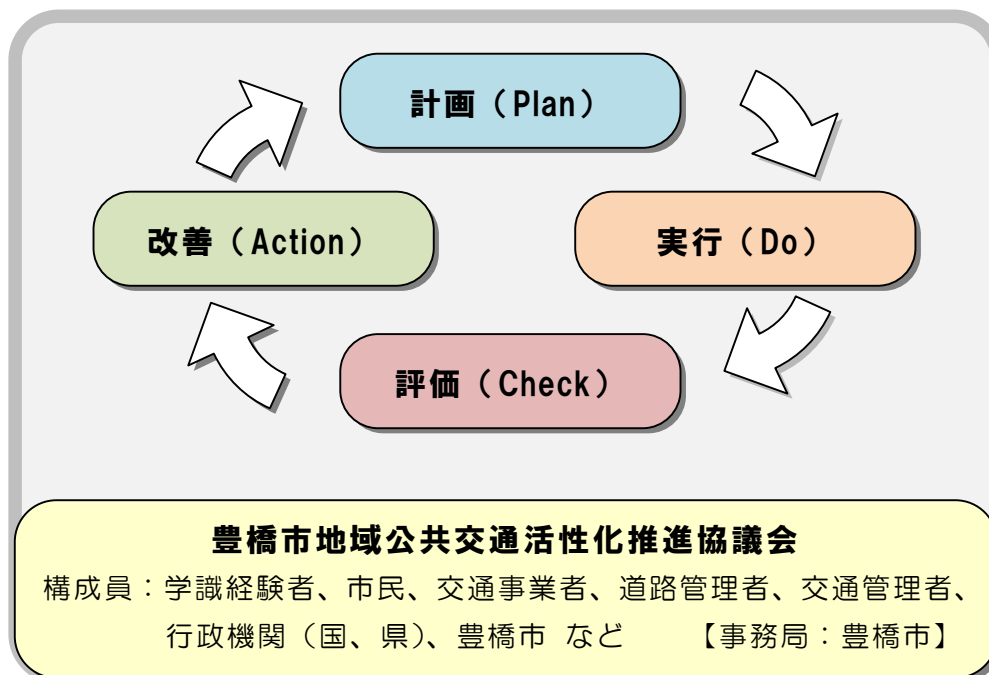 計画（Plan）
改善（Action）
実行（Do）
評価（Check）
豊橋市地域公共交通活性化推進協議会
構成員：学識経験者、市民、交通事業者、道路管理者、交通管理者、
行政機関（国、県）、豊橋市 など 【事務局：豊橋市】